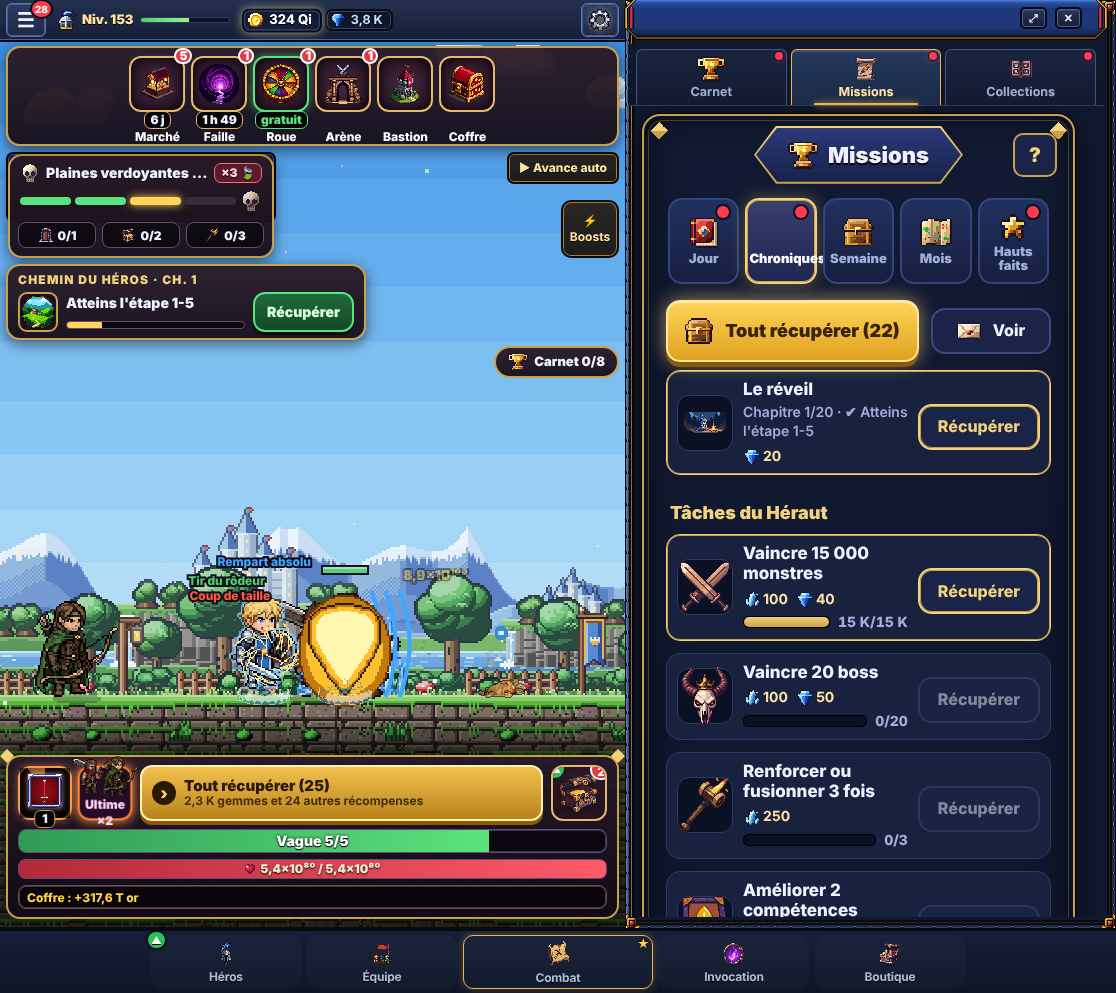 28
Niv. 153
324 Qi
3,8 K
5
1
1
1
6 j
1 h 49
gratuit
Marché
Faille
Roue
Arène
Bastion
Coffre
Plaines verdoyantes ...
×3
▶ Avance auto
0/1
0/2
0/3
Boosts
CHEMIN DU HÉROS · CH. 1
Atteins l'étape 1-5
Récupérer
Carnet 0/8
Rempart absolu
Tir du rôdeur
Coup de taille
1
Ultime
×2
Tout récupérer (25)
2,3 K gemmes et 24 autres récompenses
Vague 5/5
5,4×10⁸⁰ / 5,4×10⁸⁰
Coffre : +317,6 T or
Carnet
Missions
Collections
Missions
?
Jour
Chroniques
Semaine
Mois
Hauts
faits
Tout récupérer (22)
Voir
Le réveil
Chapitre 1/20 · ✔ Atteins
l'étape 1-5
20
Récupérer
Tâches du Héraut
Vaincre 15 000
monstres
100 40
15 K/15 K
Récupérer
Vaincre 20 boss
100 50
0/20
Récupérer
Renforcer ou
fusionner 3 fois
250
0/3
Récupérer
Améliorer 2
compétences
Héros
Équipe
Combat
Invocation
Boutique